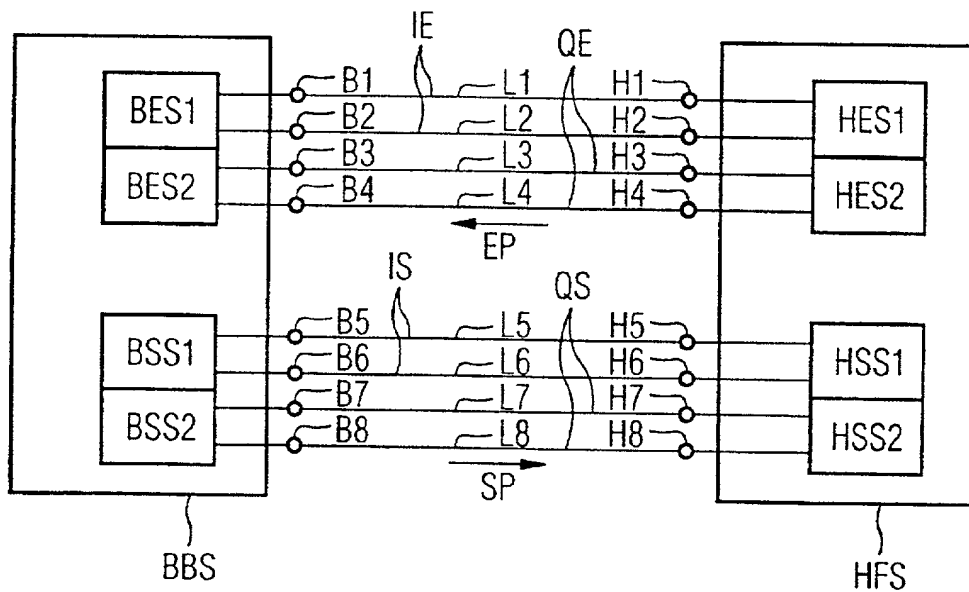 IE QE
B1 L1 H1
BES1 B2 L2 H2 HES1
B3 L3 H3
BES2 B4 L4 H4 HES2
EP
IS QS
B5 L5 H5
BSS1 B6 L6 H6 HSS1
B7 L7 H7
BSS2 B8 L8 H8 HSS2
SP
BBS HFS